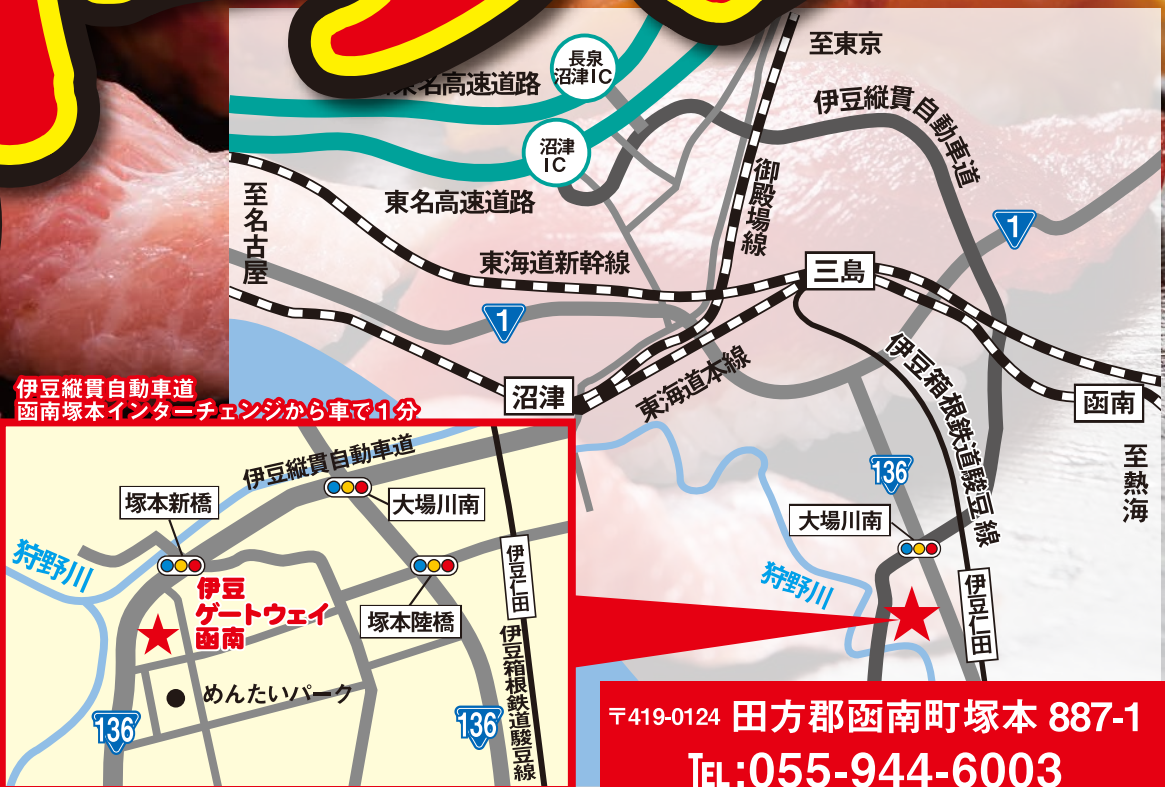 至東京
長泉
沼津IC
東名高速道路
伊豆縦貫自動車道
沼津
IC
東名高速道路
御殿場線
至名古屋
1
東海道新幹線
三島
1
伊豆箱根鉄道駿豆線
東海道本線
沼津
函南
至熱海
136
大場川南
狩野川
伊豆仁田
伊豆縦貫自動車道
函南塚本インターチェンジから車で1分
伊豆縦貫自動車道
塚本新橋
大場川南
狩野川
伊豆
ゲートウェイ
函南
塚本陸橋
伊豆仁田
伊豆箱根鉄道駿豆線
めんたいパーク
136
136
〒419-0124 田方郡函南町塚本 887-1
TEL:055-944-6003